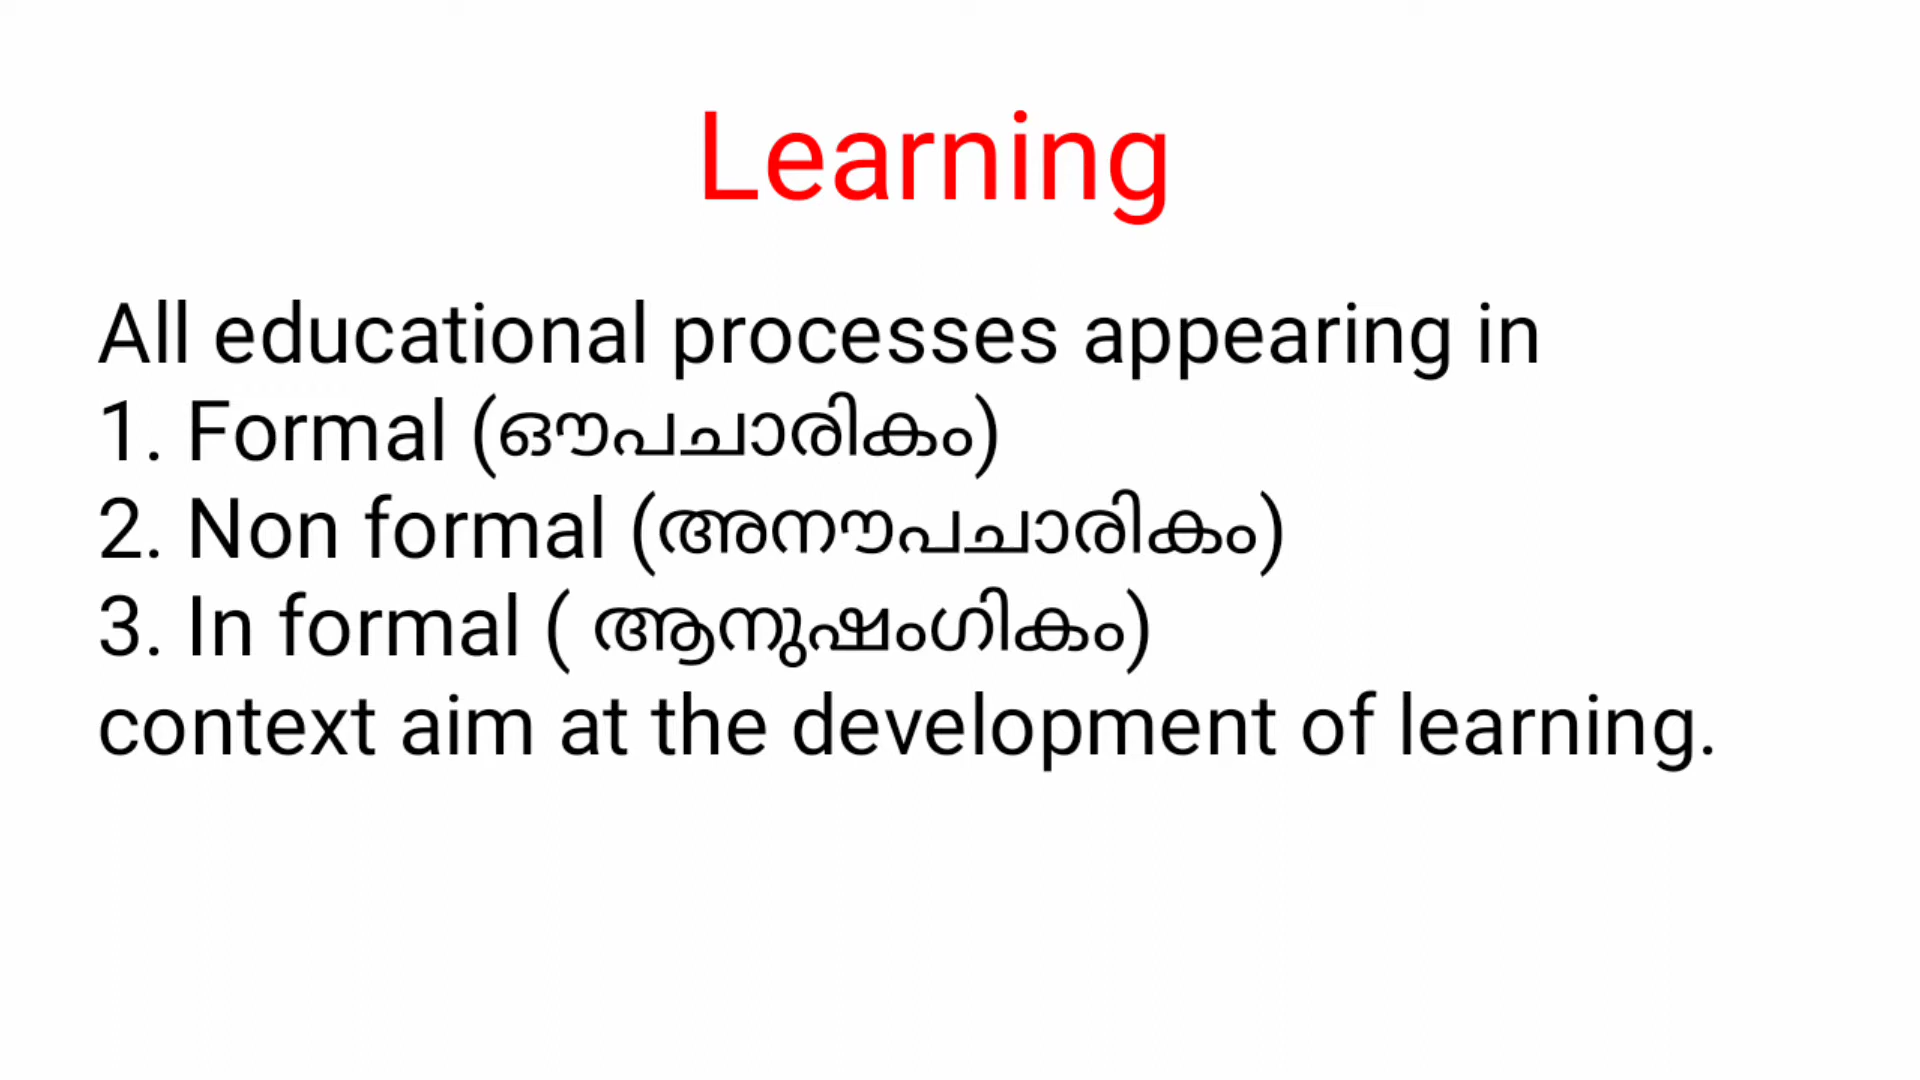 Learning
All educational processes appearing in
1. Formal (ഔപചാരികം)
2. Non formal (അനൗപചാരികം)
3. In formal ( ആനുഷംഗികം)
context aim at the development of learning.